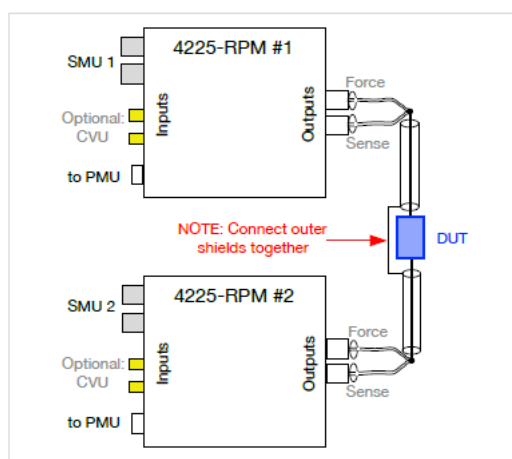 4225-RPM #1
SMU 1
Inputs
Optional:
CVU
to PMU
Outputs
Force
Sense
NOTE: Connect outer
shields together
DUT
4225-RPM #2
SMU 2
Inputs
Optional:
CVU
to PMU
Outputs
Force
Sense